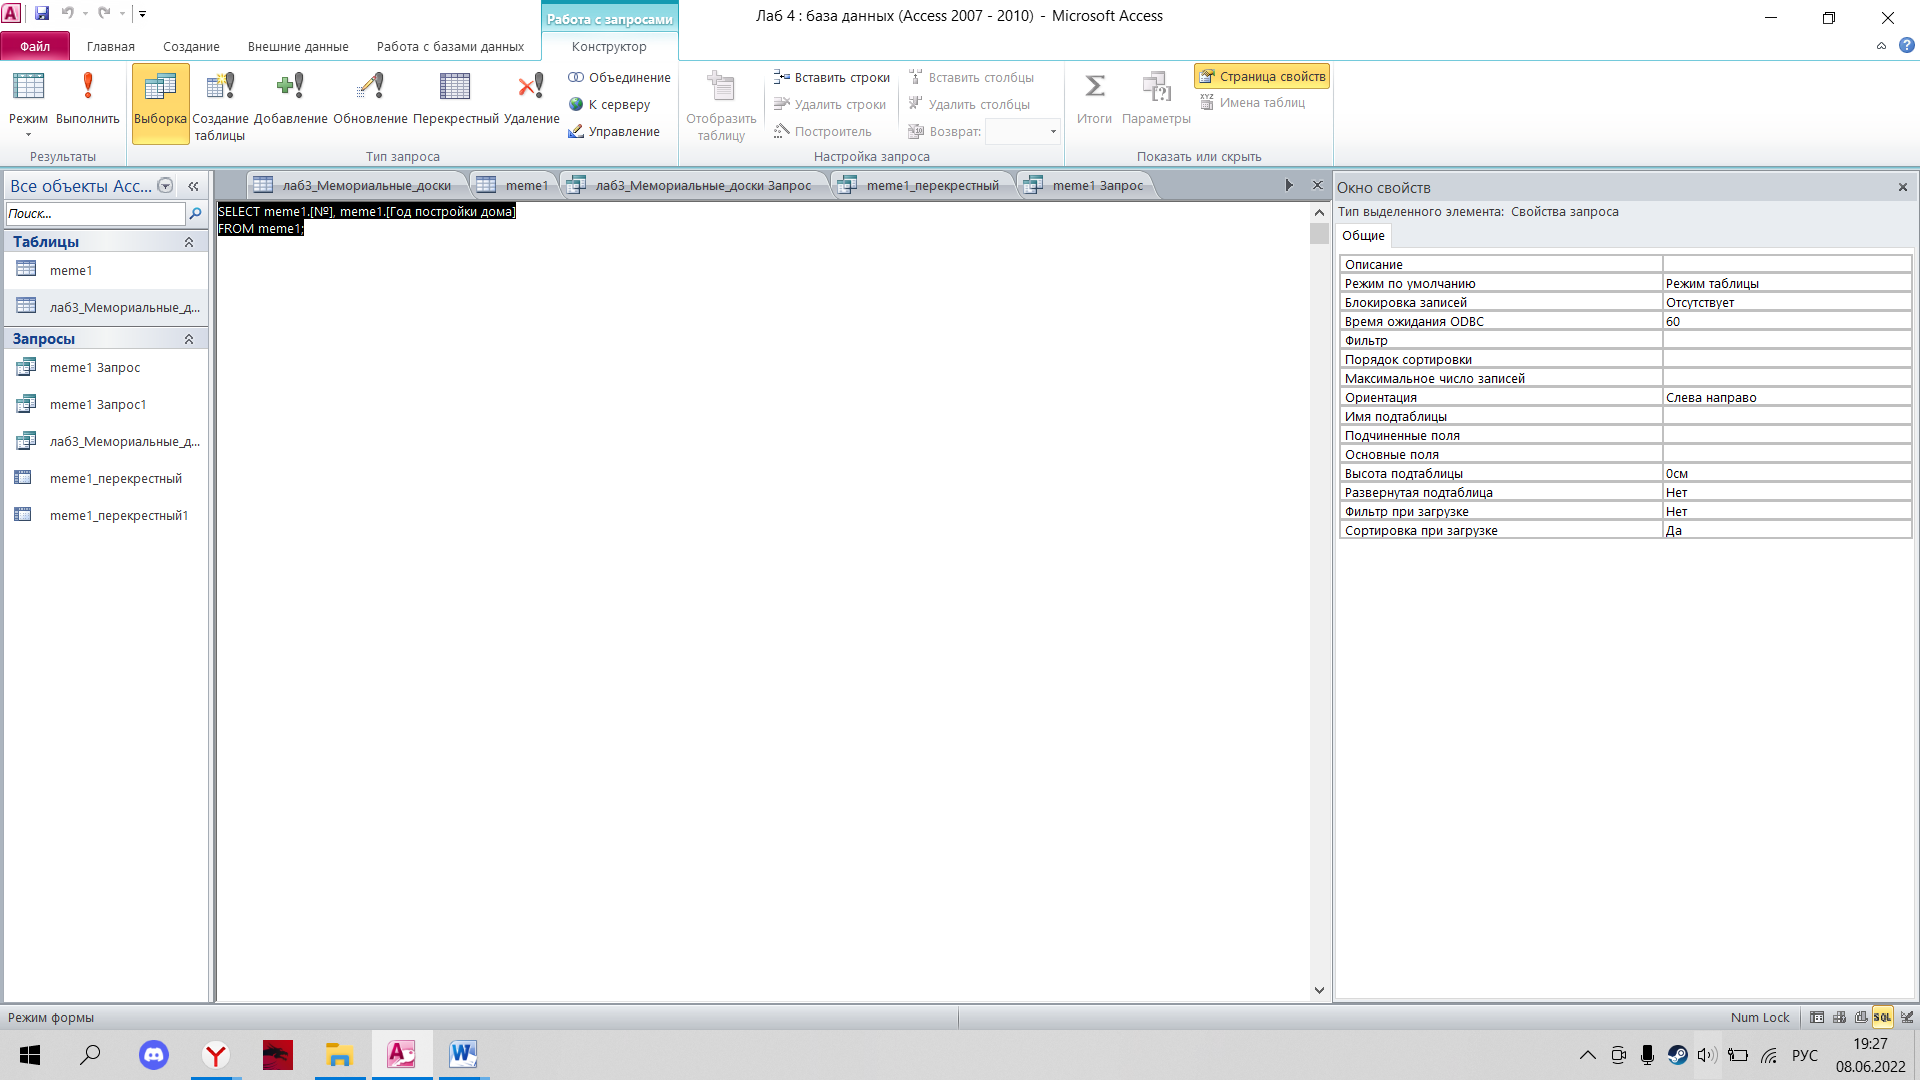 Работа с запросами
Лаб 4 : база данных (Access 2007 - 2010) - Microsoft Access
Файл
Главная
Создание
Внешние данные
Работа с базами данных
Конструктор
Режим
Выполнить
Результаты
Выборка
Создание таблицы
Добавление
Обновление
Перекрестный
Удаление
Объединение
К серверу
Управление
Тип запроса
Отобразить таблицу
Вставить строки
Удалить строки
Построитель
Вставить столбцы
Удалить столбцы
Возврат:
Настройка запроса
Итоги
Параметры
Страница свойств
Имена таблиц
Показать или скрыть
Все объекты Acc...
Поиск...
Таблицы
meme1
лаб3_Мемориальные_д...
Запросы
meme1 Запрос
meme1 Запрос1
лаб3_Мемориальные_д...
meme1_перекрестный
meme1_перекрестный1
лаб3_Мемориальные_доски
meme1
лаб3_Мемориальные_доски Запрос
meme1_перекрестный
meme1 Запрос
SELECT meme1.[№], meme1.[Год постройки дома]
FROM meme1;
Окно свойств
Тип выделенного элемента: Свойства запроса
Общие
Описание
Режим по умолчанию Режим таблицы
Блокировка записей Отсутствует
Время ожидания ODBC 60
Фильтр
Порядок сортировки
Максимальное число записей
Ориентация Слева направо
Имя подтаблицы
Подчиненные поля
Основные поля
Высота подтаблицы 0см
Развернутая подтаблица Нет
Фильтр при загрузке Нет
Сортировка при загрузке Да
Режим формы
Num Lock
SQL
РУС
19:27
08.06.2022